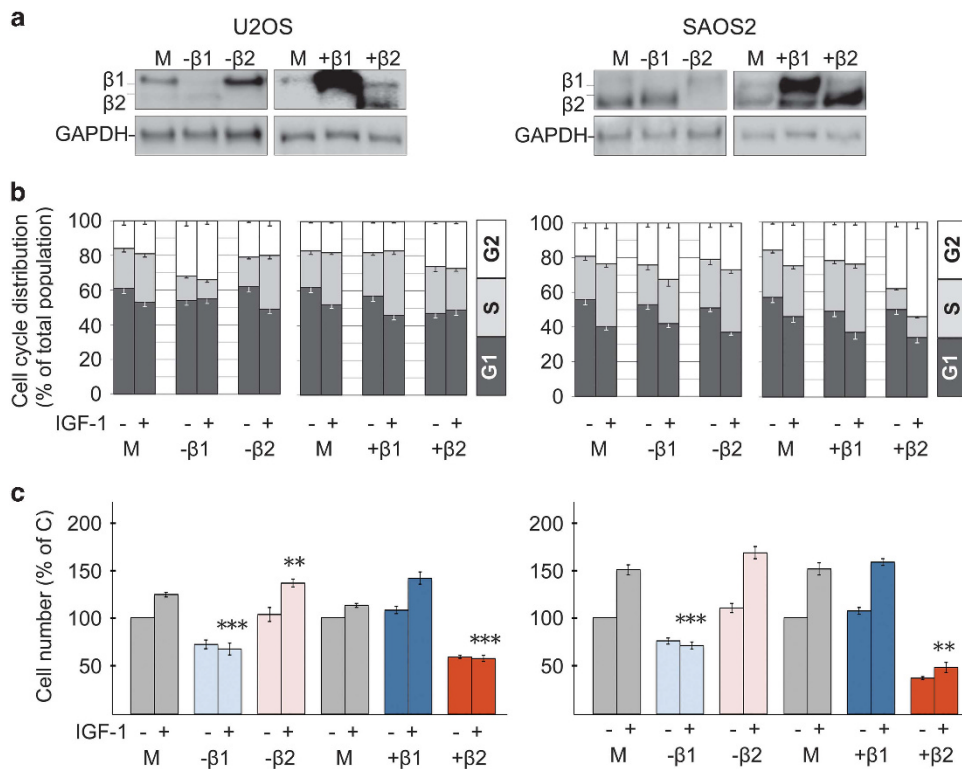 a
U2OS SAOS2
M -β1 -β2 M +β1 +β2 M -β1 -β2 M +β1 +β2
β1 β1
β2 β2
GAPDH- GAPDH-
b
Cell cycle distribution
(% of total population)
100 100
80 80
60 60
40 40
20 20
0 0
G2 G2
S S
G1 G1
IGF-1 - + - + - + - + - + - + - + - + - + - + - + - +
M -β1 -β2 M +β1 +β2 M -β1 -β2 M +β1 +β2
c
Cell number (% of C)
200 200
150 150
100 100
50 50
*** ** *** *** **
IGF-1 - + - + - + - + - + - + - + - + - + - + - + - +
M -β1 -β2 M +β1 +β2 M -β1 -β2 M +β1 +β2